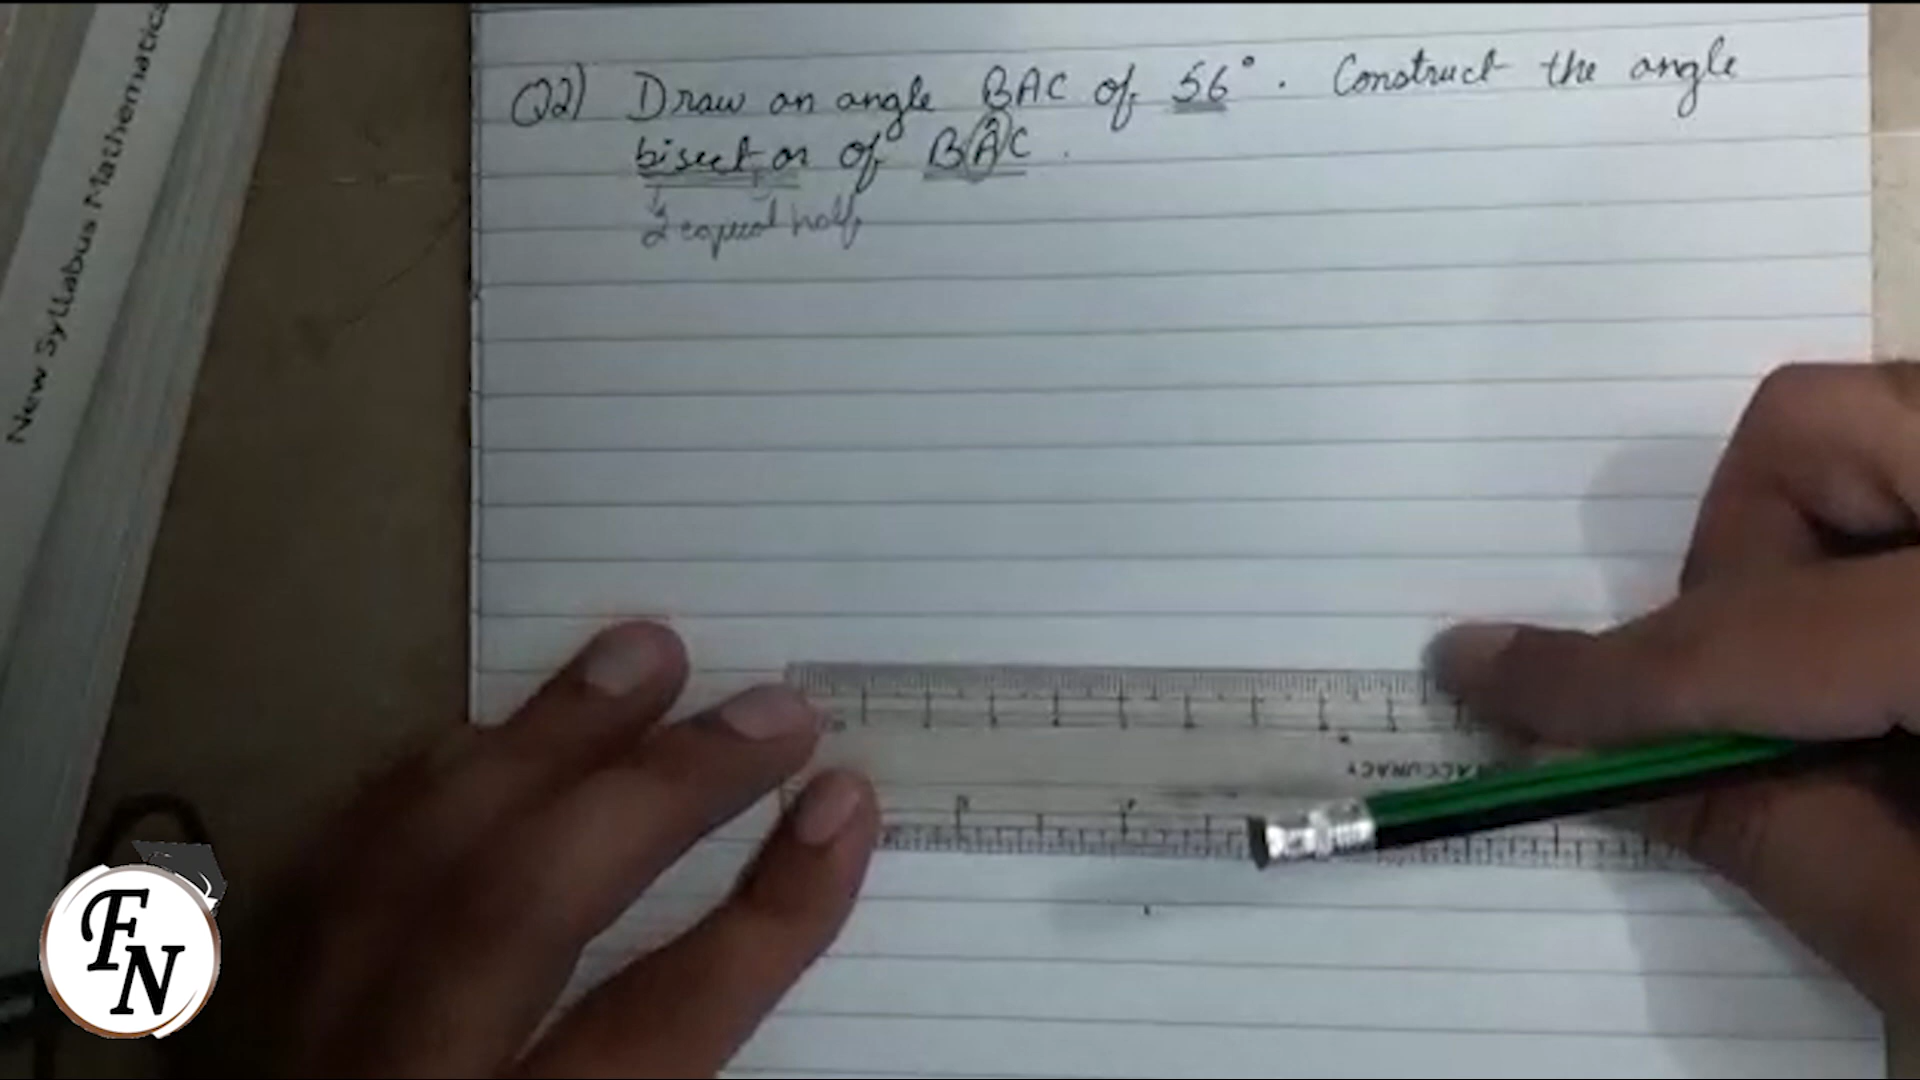 Q2) Draw an angle BAC of 56°. Construct the angle
bisector of BÂC.
2 equal half
New Syllabus Mathematics
ACCURACY
FN